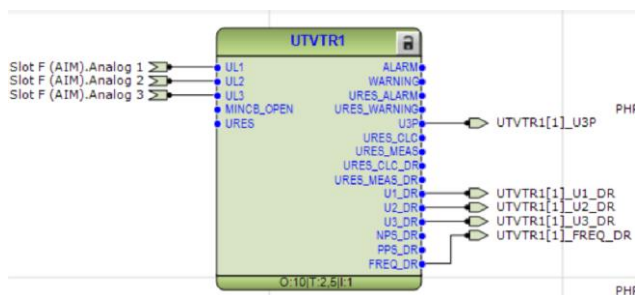 UTVTR1
Slot F (AIM).Analog 1
Slot F (AIM).Analog 2
Slot F (AIM).Analog 3
UL1
UL2
UL3
MINCB_OPEN
URES
ALARM
WARNING
URES_ALARM
URES_WARNING
U3P
URES_CLC
URES_MEAS
URES_CLC_DR
URES_MEAS_DR
U1_DR
U2_DR
U3_DR
NPS_DR
PPS_DR
FREQ_DR
PHF
UTVTR1[1]_U3P
UTVTR1[1]_U1_DR
UTVTR1[1]_U2_DR
UTVTR1[1]_U3_DR
UTVTR1[1]_FREQ_DR
O:10|T:2,5|I:1